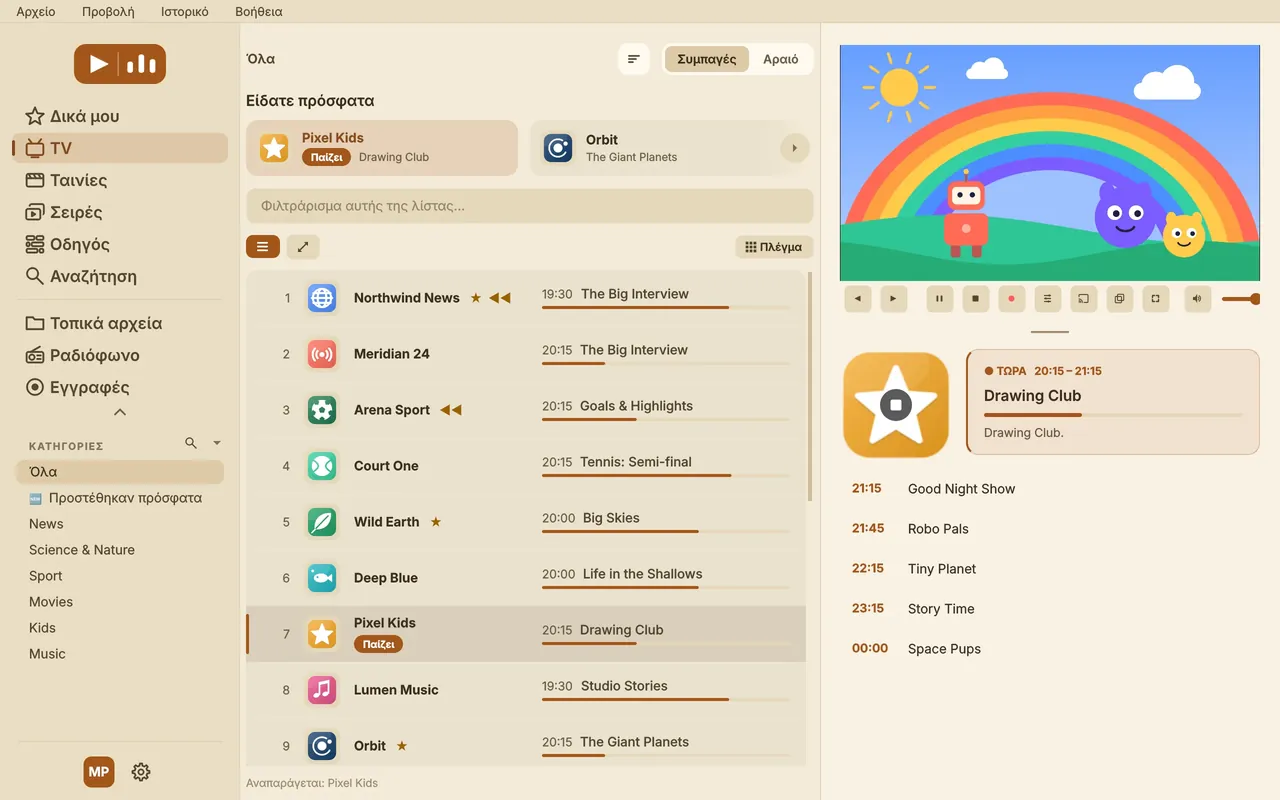 Αρχείο Προβολή Ιστορικό Βοήθεια
Δικά μου
TV
Ταινίες
Σειρές
Οδηγός
Αναζήτηση
Τοπικά αρχεία
Ραδιόφωνο
Εγγραφές
ΚΑΤΗΓΟΡΙΕΣ
Όλα
Προστέθηκαν πρόσφατα
News
Science & Nature
Sport
Movies
Kids
Music
MP
Όλα
Συμπαγές Αραιό
Είδατε πρόσφατα
Pixel Kids
Παίζει Drawing Club
Orbit
The Giant Planets
Φιλτράρισμα αυτής της λίστας...
Πλέγμα
1 Northwind News 19:30 The Big Interview
2 Meridian 24 20:15 The Big Interview
3 Arena Sport 20:15 Goals & Highlights
4 Court One 20:15 Tennis: Semi-final
5 Wild Earth 20:00 Big Skies
6 Deep Blue 20:00 Life in the Shallows
7 Pixel Kids 20:15 Drawing Club
Παίζει
8 Lumen Music 19:30 Studio Stories
9 Orbit 20:15 The Giant Planets
Αναπαράγεται: Pixel Kids
ΤΩΡΑ 20:15 – 21:15
Drawing Club
Drawing Club.
21:15 Good Night Show
21:45 Robo Pals
22:15 Tiny Planet
23:15 Story Time
00:00 Space Pups